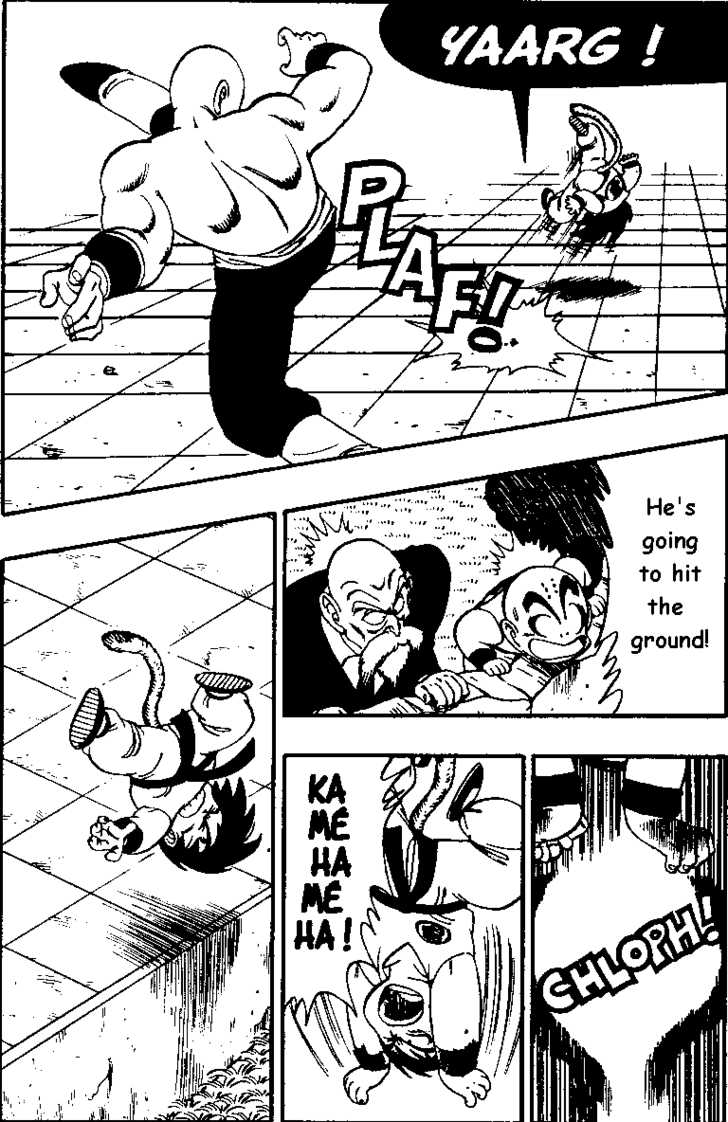 YAARG !
PLAF!
He's
going
to hit
the
ground!
KA
MÉ
HA
MÉ
HA !
CHLOPH!